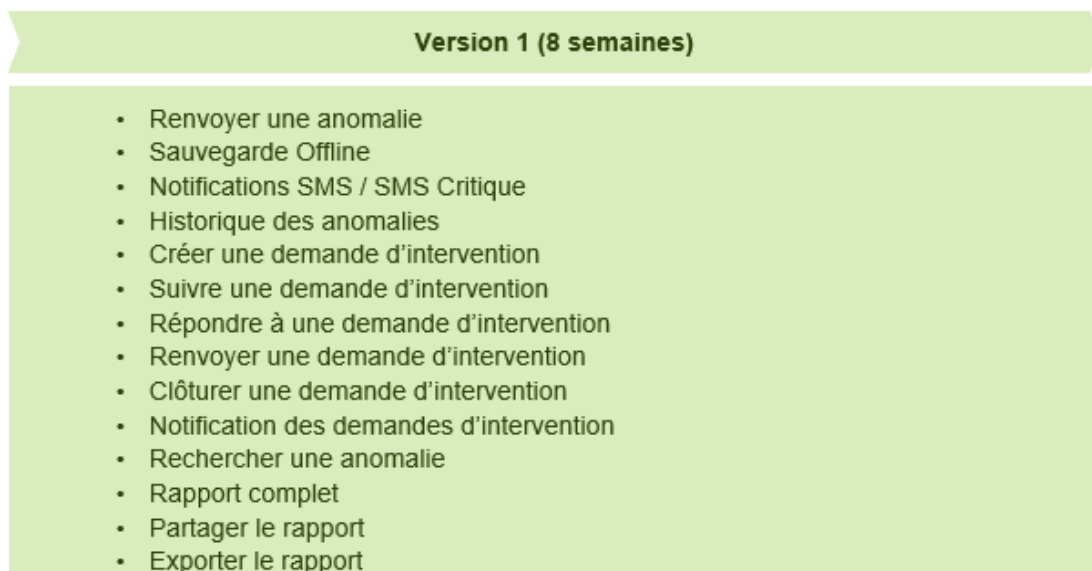 Version 1 (8 semaines)
• Renvoyer une anomalie
• Sauvegarde Offline
• Notifications SMS / SMS Critique
• Historique des anomalies
• Créer une demande d’intervention
• Suivre une demande d’intervention
• Répondre à une demande d’intervention
• Renvoyer une demande d’intervention
• Clôturer une demande d’intervention
• Notification des demandes d’intervention
• Rechercher une anomalie
• Rapport complet
• Partager le rapport
• Exporter le rapport